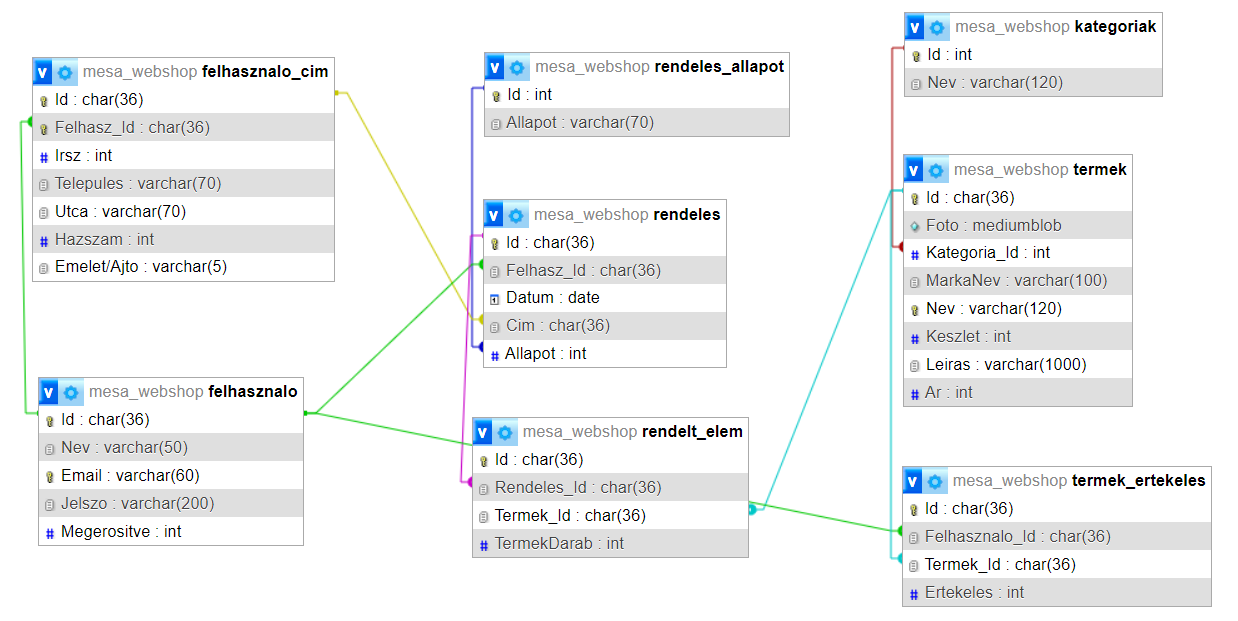 mesa_webshop felhasznalo_cim
Id : char(36)
Felhasz_Id : char(36)
Irsz : int
Telepules : varchar(70)
Utca : varchar(70)
Hazszam : int
Emelet/Ajto : varchar(5)
mesa_webshop felhasznalo
Id : char(36)
Nev : varchar(50)
Email : varchar(60)
Jelszo : varchar(200)
Megerositve : int
mesa_webshop rendeles_allapot
Id : int
Allapot : varchar(70)
mesa_webshop rendeles
Id : char(36)
Felhasz_Id : char(36)
Datum : date
Cim : char(36)
Allapot : int
mesa_webshop rendelt_elem
Id : char(36)
Rendeles_Id : char(36)
Termek_Id : char(36)
TermekDarab : int
mesa_webshop kategoriak
Id : int
Nev : varchar(120)
mesa_webshop termek
Id : char(36)
Foto : mediumblob
Kategoria_Id : int
MarkaNev : varchar(100)
Nev : varchar(120)
Keszlet : int
Leiras : varchar(1000)
Ar : int
mesa_webshop termek_ertekeles
Id : char(36)
Felhasznalo_Id : char(36)
Termek_Id : char(36)
Ertekeles : int